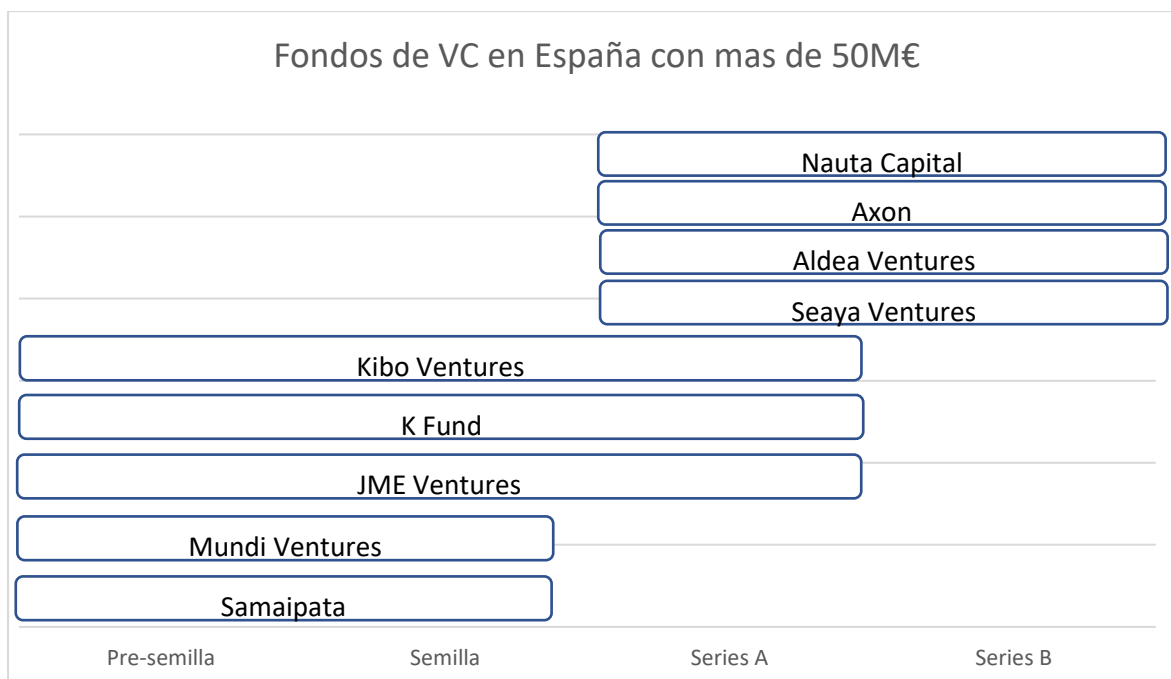 Fondos de VC en España con mas de 50M€
Nauta Capital
Axon
Aldea Ventures
Seaya Ventures
Kibo Ventures
K Fund
JME Ventures
Mundi Ventures
Samaipata
Pre-semilla Semilla Series A Series B